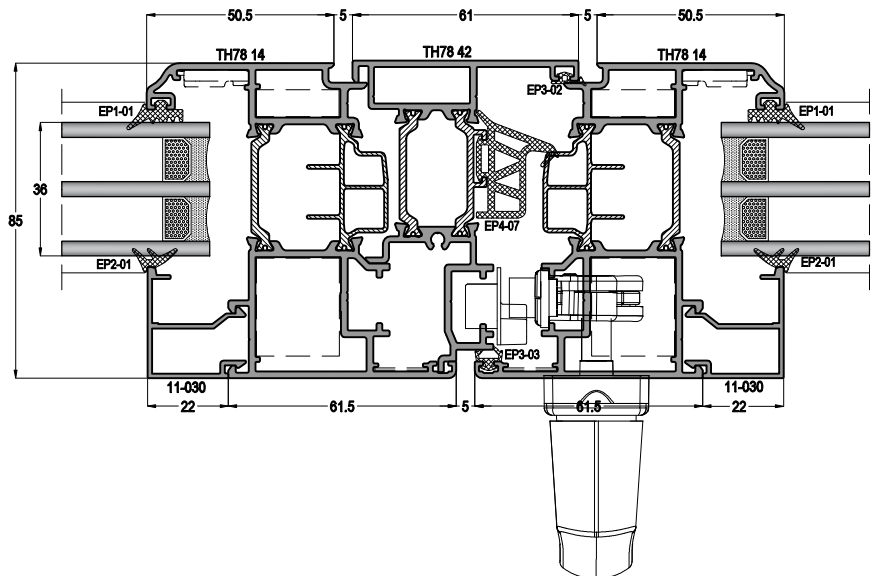 50.5 5 61 5 50.5
TH78 14 TH78 42 TH78 14
EP3-02
EP1-01 EP1-01
36
85
EP4-07
EP2-01 EP2-01
EP3-03
11-030 11-030
22 61.5 5 61.5 22